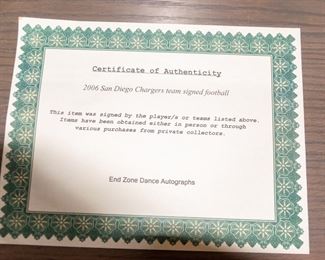 Certificate of Authenticity
2006 San Diego Chargers team signed football
This item was signed by the player/s or teams listed above.
Items have been obtained either in person or through
various purchases from private collectors.
End Zone Dance Autographs